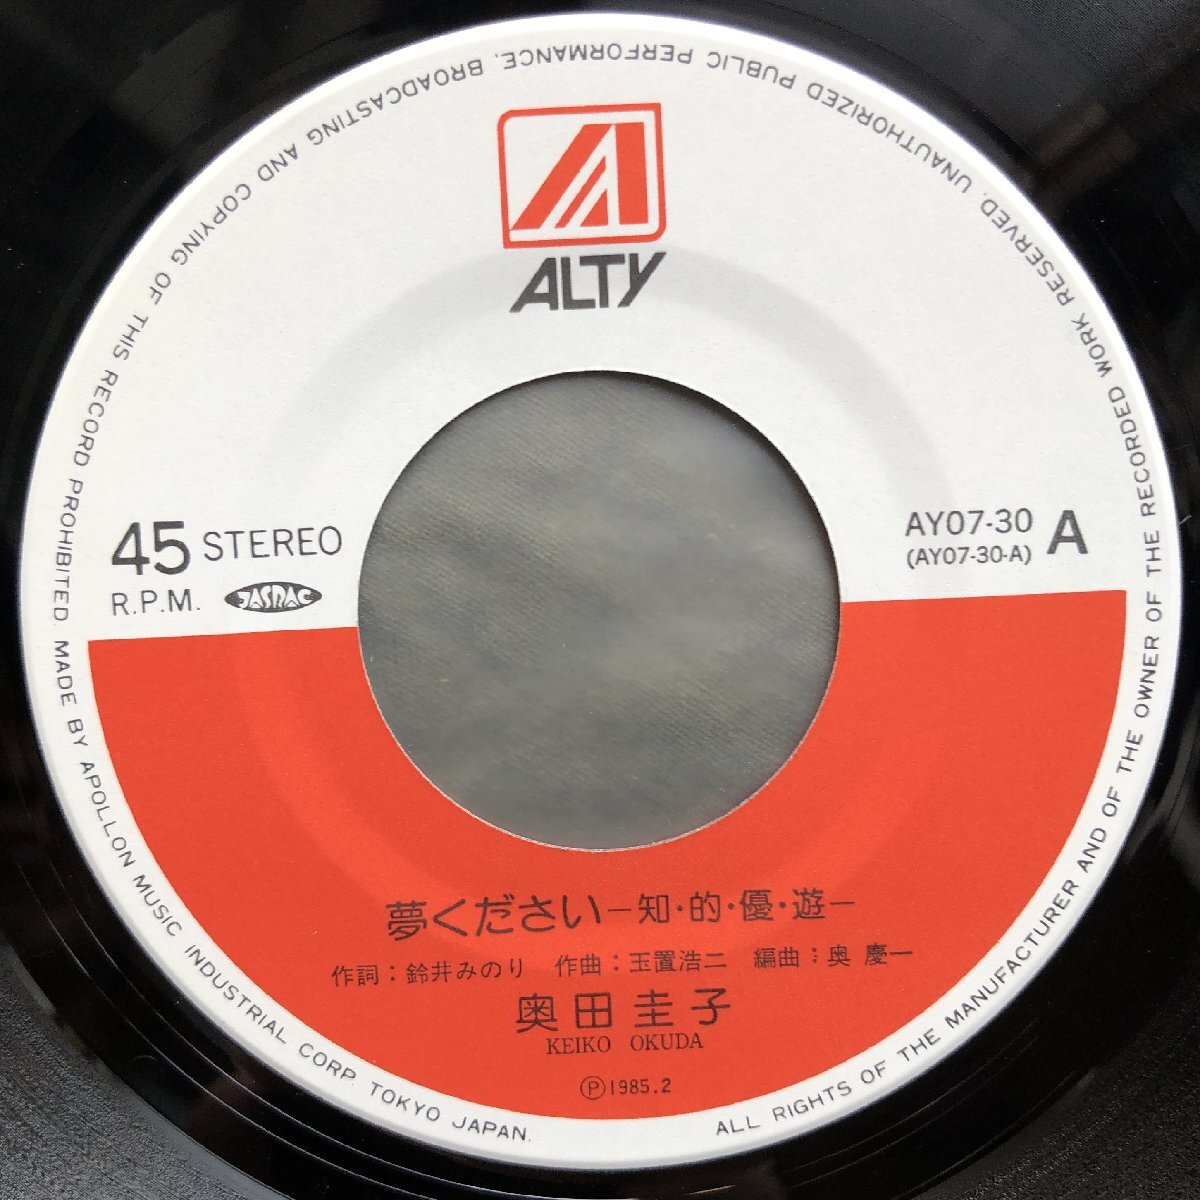 ALTY
45 STEREO
R.P.M.
JASRAC
AY07-30 A
(AY07-30-A)
夢ください－知・的・優・遊－
作詞：鈴井みのり 作曲：玉置浩二 編曲：奥 慶一
奥田圭子
KEIKO OKUDA
Ⓟ1985.2
ALL RIGHTS OF THE MANUFACTURER AND OF THE OWNER OF THE RECORDED WORK RESERVED. UNAUTHORIZED PUBLIC PERFORMANCE. BROADCASTING AND COPYING OF THIS RECORD PROHIBITED MADE BY APOLLON MUSIC INDUSTRIAL CORP. TOKYO JAPAN.